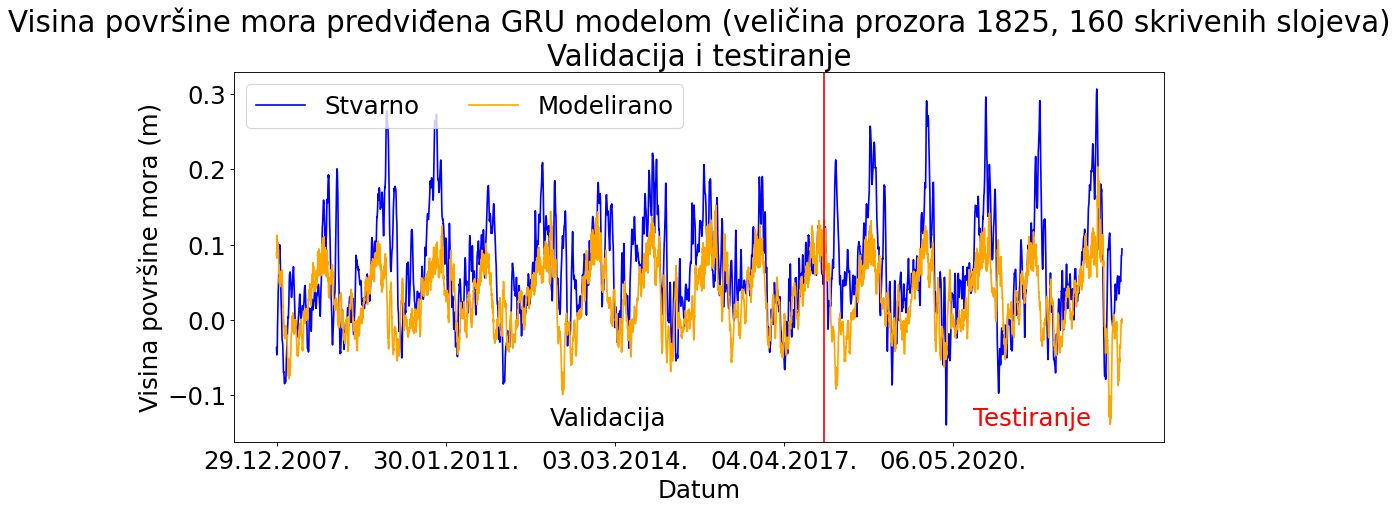 Visina površine mora predviđena GRU modelom (veličina prozora 1825, 160 skrivenih slojeva)
Validacija i testiranje
Stvarno
Modelirano
Visina površine mora (m)
0.3
0.2
0.1
0.0
−0.1
Validacija
Testiranje
29.12.2007.
30.01.2011.
03.03.2014.
04.04.2017.
06.05.2020.
Datum